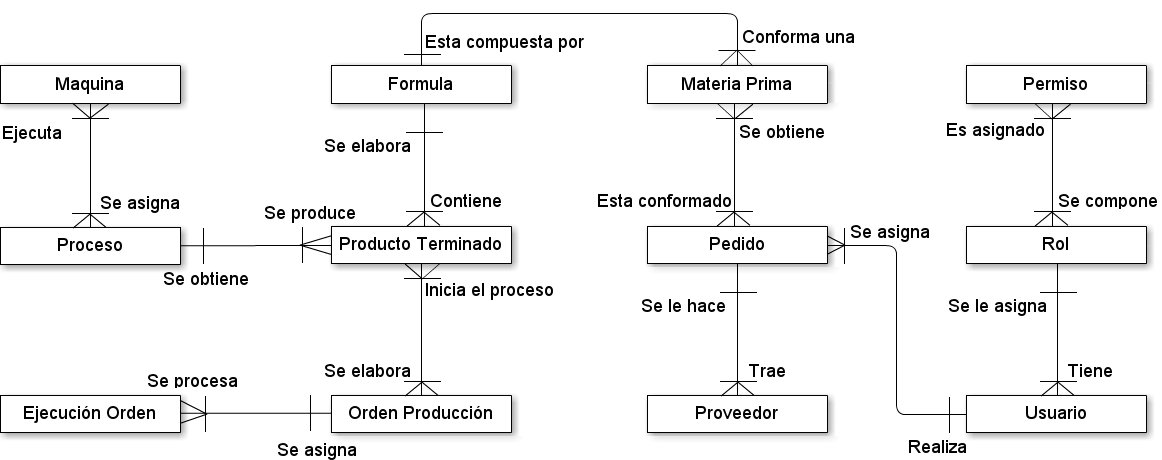 Esta compuesta por
Conforma una
Maquina
Formula
Materia Prima
Permiso
Ejecuta
Se elabora
Se obtiene
Es asignado
Se asigna
Se produce
Contiene
Esta conformado
Se compone
Proceso
Producto Terminado
Pedido
Se asigna
Rol
Se obtiene
Inicia el proceso
Se le hace
Se le asigna
Se procesa
Se elabora
Trae
Tiene
Ejecución Orden
Orden Producción
Proveedor
Usuario
Se asigna
Realiza